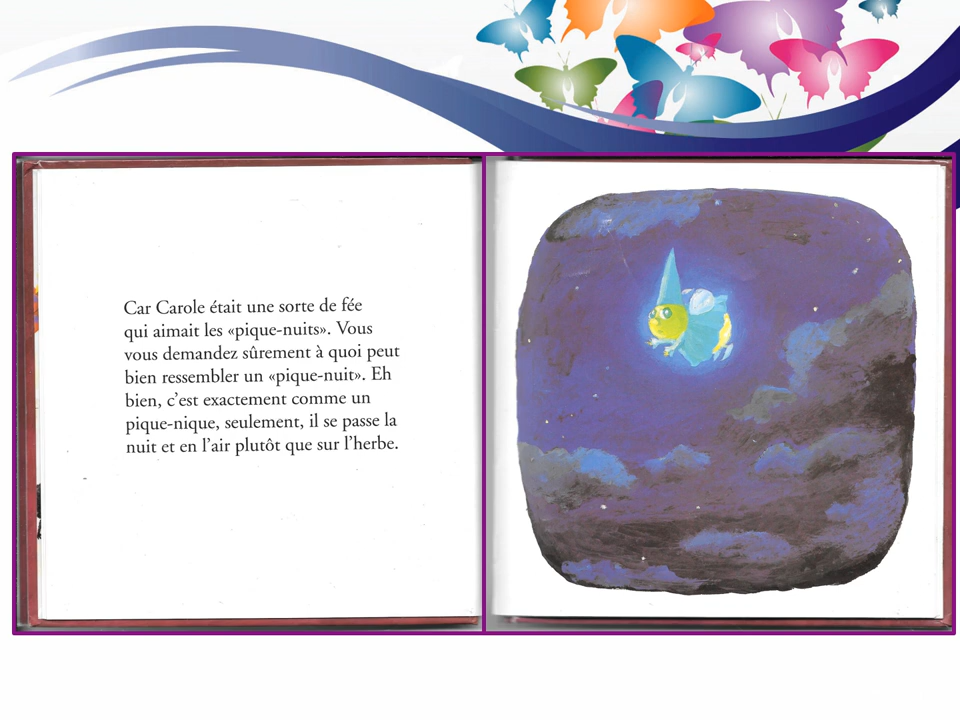 Car Carole était une sorte de fée
qui aimait les «pique-nuits». Vous
vous demandez sûrement à quoi peut
bien ressembler un «pique-nuit». Eh
bien, c'est exactement comme un
pique-nique, seulement, il se passe la
nuit et en l'air plutôt que sur l'herbe.